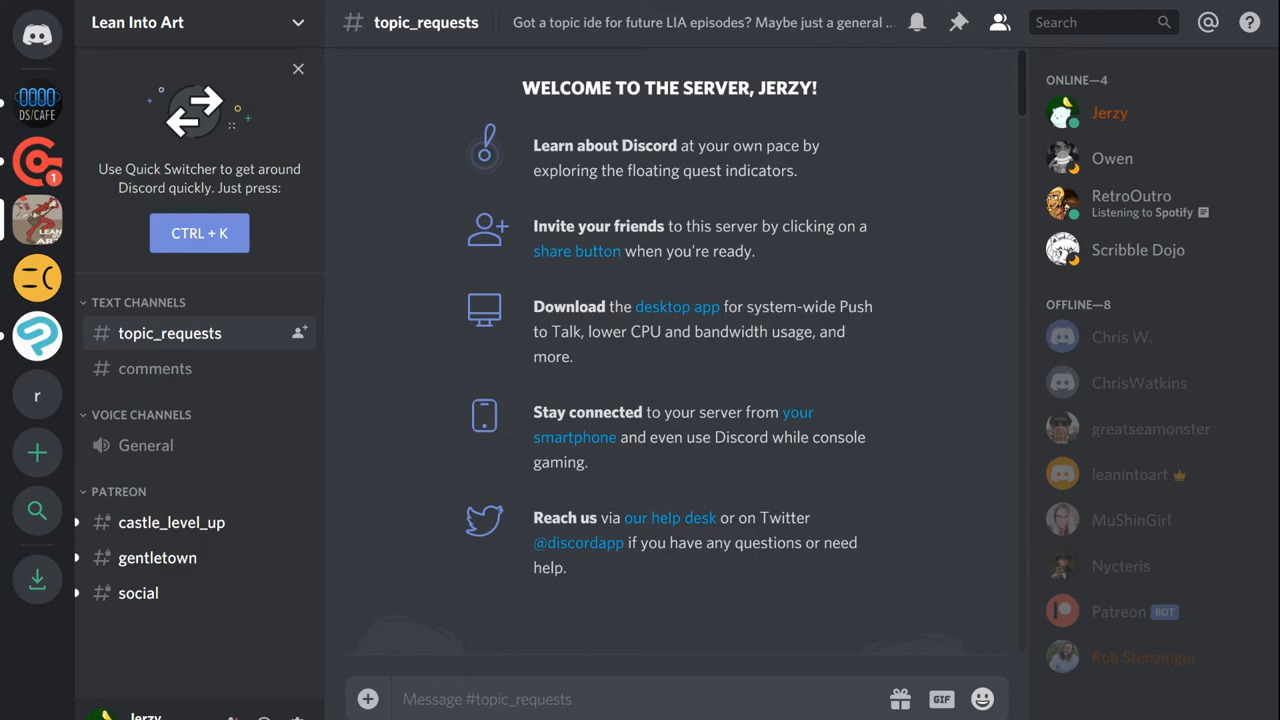 DS/CAFE
1
LEAN
r
Lean Into Art
Use Quick Switcher to get around
Discord quickly. Just press:
CTRL + K
TEXT CHANNELS
# topic_requests
# comments
VOICE CHANNELS
General
PATREON
# castle_level_up
# gentletown
# social
Jerzy
# topic_requests
Got a topic ide for future LIA episodes? Maybe just a general ...
Search
WELCOME TO THE SERVER, JERZY!
Learn about Discord at your own pace by
exploring the floating quest indicators.
Invite your friends to this server by clicking on a
share button when you're ready.
Download the desktop app for system-wide Push
to Talk, lower CPU and bandwidth usage, and
more.
Stay connected to your server from your
smartphone and even use Discord while console
gaming.
Reach us via our help desk or on Twitter
@discordapp if you have any questions or need
help.
Message #topic_requests
GIF
ONLINE—4
Jerzy
Owen
RetroOutro
Listening to Spotify
Scribble Dojo
OFFLINE—8
Chris W.
ChrisWatkins
greatseamonster
leanintoart
MuShinGirl
Nycteris
Patreon BOT
Rob Stenzinger